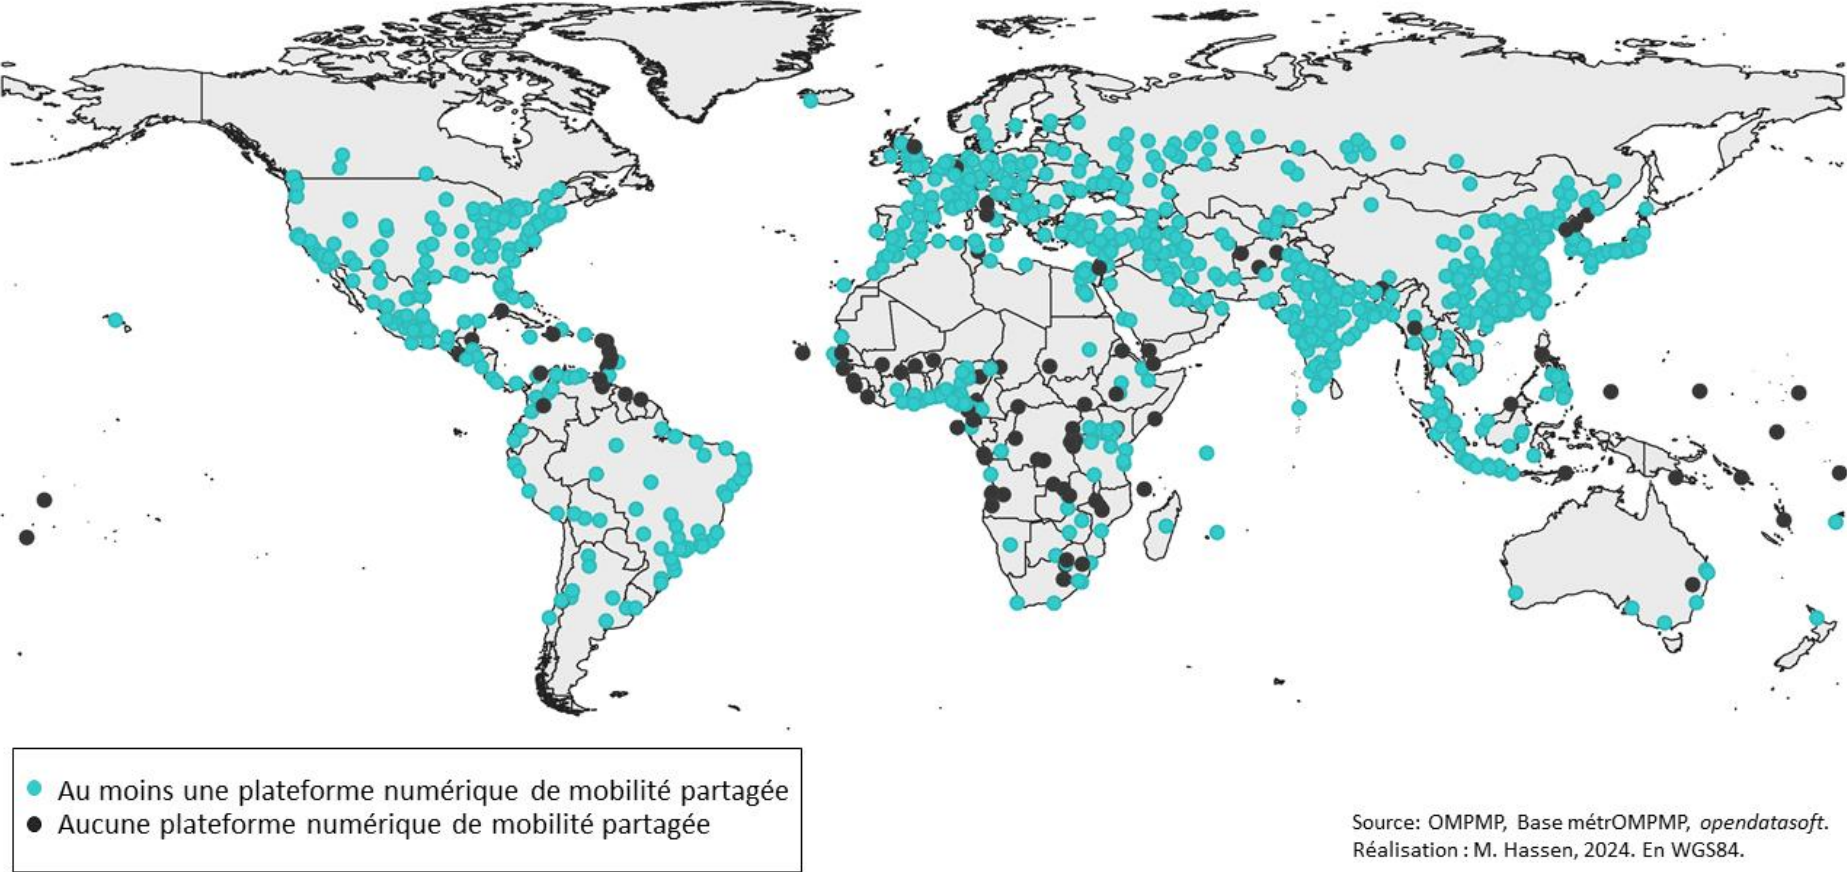 Au moins une plateforme numérique de mobilité partagée
Aucune plateforme numérique de mobilité partagée
Source: OMPMP, Base métrOMPMP, opendatasoft.
Réalisation : M. Hassen, 2024. En WGS84.